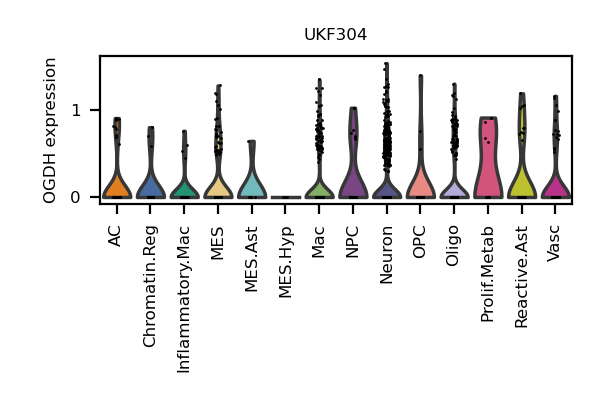 UKF304
OGDH expression
1
0
AC
Chromatin.Reg
Inflammatory.Mac
MES
MES.Ast
MES.Hyp
Mac
NPC
Neuron
OPC
Oligo
Prolif.Metab
Reactive.Ast
Vasc